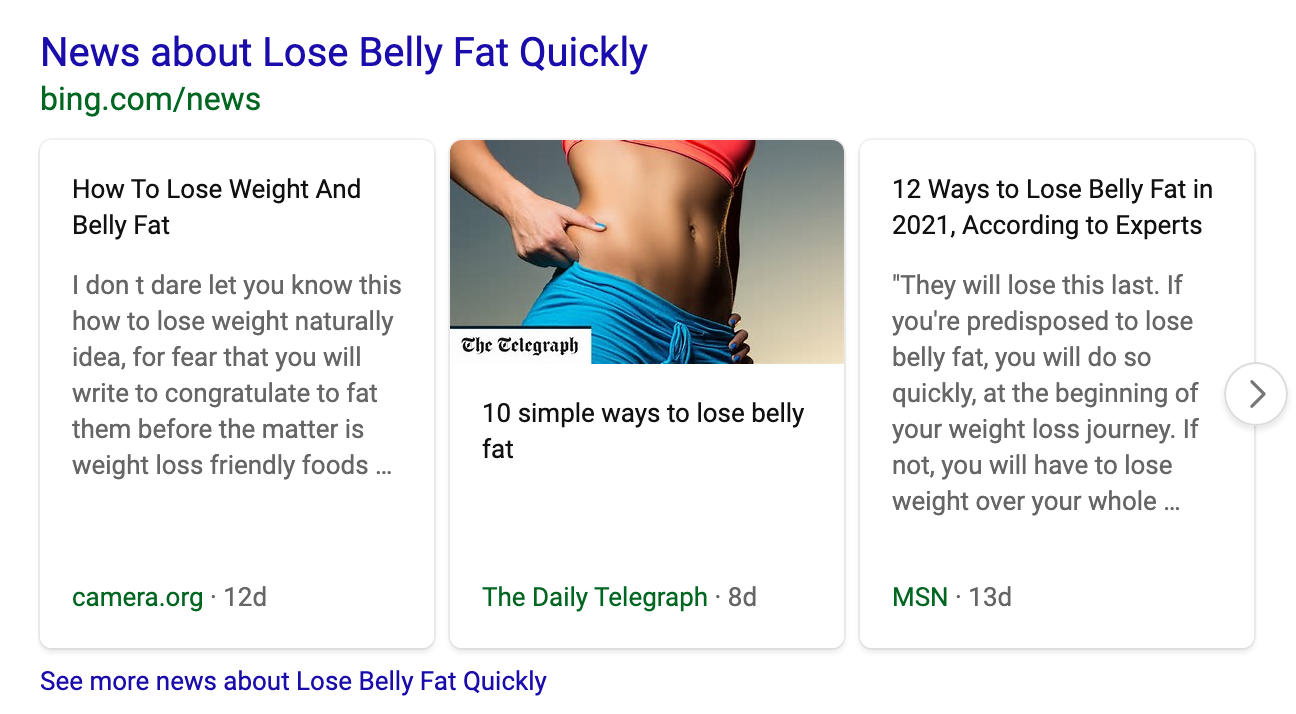 News about Lose Belly Fat Quickly
bing.com/news
How To Lose Weight And
Belly Fat
I don t dare let you know this
how to lose weight naturally
idea, for fear that you will
write to congratulate to fat
them before the matter is
weight loss friendly foods ...
camera.org · 12d
The Telegraph
10 simple ways to lose belly
fat
The Daily Telegraph · 8d
12 Ways to Lose Belly Fat in
2021, According to Experts
"They will lose this last. If
you're predisposed to lose
belly fat, you will do so
quickly, at the beginning of
your weight loss journey. If
not, you will have to lose
weight over your whole ...
MSN · 13d
See more news about Lose Belly Fat Quickly